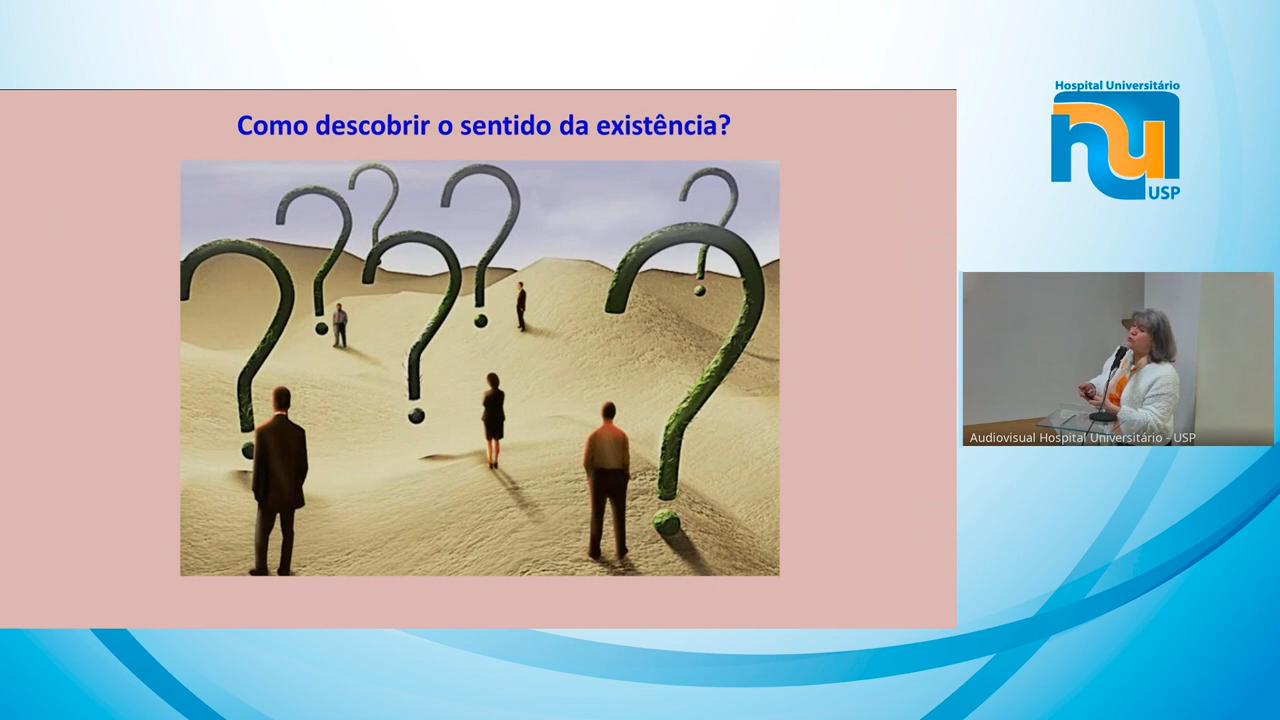 Como descobrir o sentido da existência?
Hospital Universitário
hu
USP
Audiovisual Hospital Universitário - USP